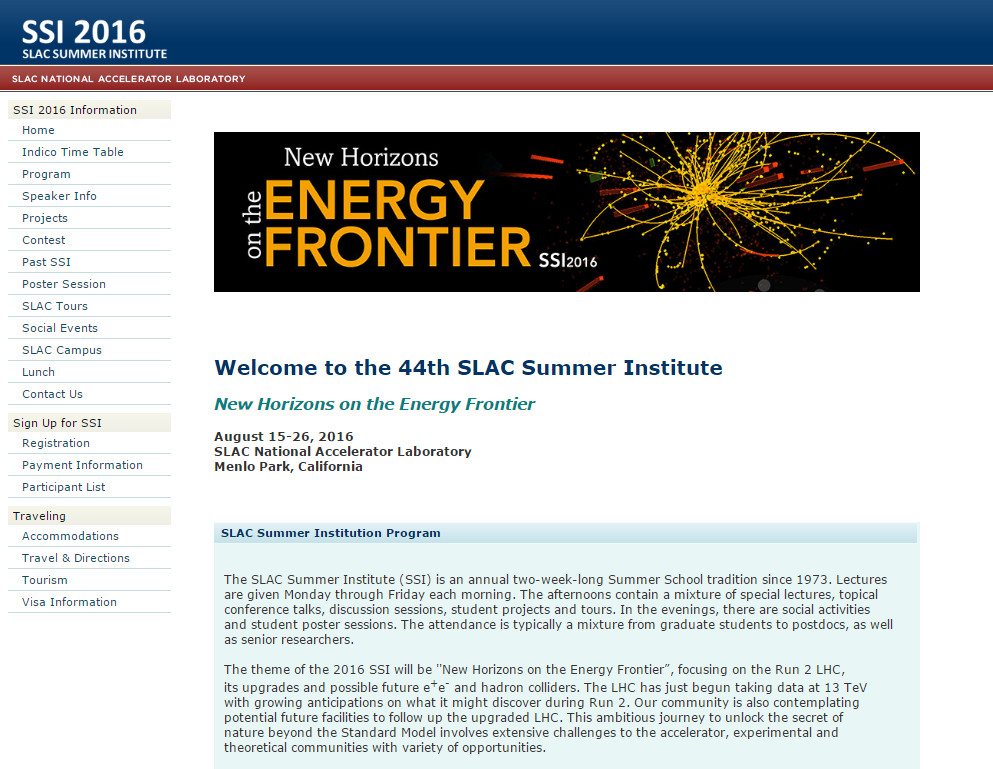 SSI 2016
SLAC SUMMER INSTITUTE
SLAC NATIONAL ACCELERATOR LABORATORY
SSI 2016 Information
Home
Indico Time Table
Program
Speaker Info
Projects
Contest
Past SSI
Poster Session
SLAC Tours
Social Events
SLAC Campus
Lunch
Contact Us
Sign Up for SSI
Registration
Payment Information
Participant List
Traveling
Accommodations
Travel & Directions
Tourism
Visa Information
New Horizons
on the
ENERGY
FRONTIER
SSI2016
Welcome to the 44th SLAC Summer Institute
New Horizons on the Energy Frontier
August 15-26, 2016
SLAC National Accelerator Laboratory
Menlo Park, California
SLAC Summer Institution Program
The SLAC Summer Institute (SSI) is an annual two-week-long Summer School tradition since 1973. Lectures
are given Monday through Friday each morning. The afternoons contain a mixture of special lectures, topical
conference talks, discussion sessions, student projects and tours. In the evenings, there are social activities
and student poster sessions. The attendance is typically a mixture from graduate students to postdocs, as well
as senior researchers.
The theme of the 2016 SSI will be "New Horizons on the Energy Frontier”, focusing on the Run 2 LHC,
its upgrades and possible future e⁺e⁻ and hadron colliders. The LHC has just begun taking data at 13 TeV
with growing anticipations on what it might discover during Run 2. Our community is also contemplating
potential future facilities to follow up the upgraded LHC. This ambitious journey to unlock the secret of
nature beyond the Standard Model involves extensive challenges to the accelerator, experimental and
theoretical communities with variety of opportunities.